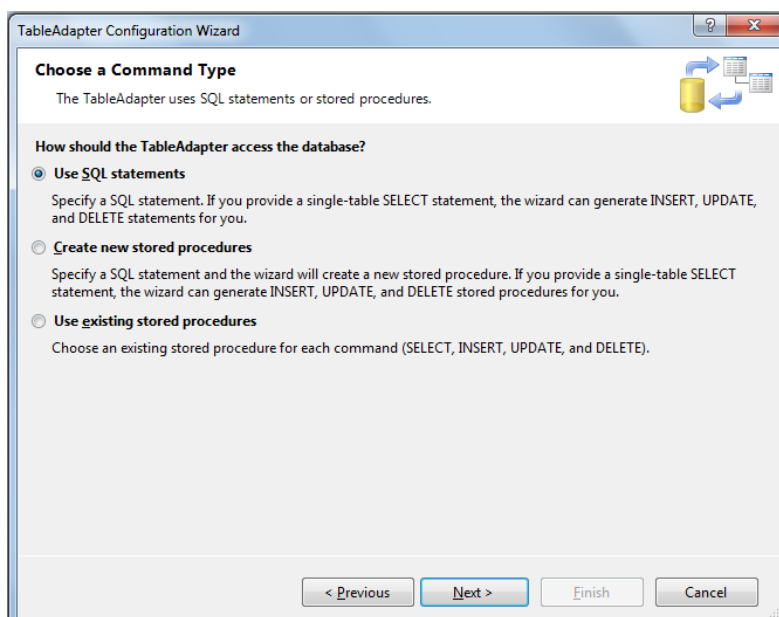 TableAdapter Configuration Wizard
Choose a Command Type
The TableAdapter uses SQL statements or stored procedures.
How should the TableAdapter access the database?
Use SQL statements
Specify a SQL statement. If you provide a single-table SELECT statement, the wizard can generate INSERT, UPDATE,
and DELETE statements for you.
Create new stored procedures
Specify a SQL statement and the wizard will create a new stored procedure. If you provide a single-table SELECT
statement, the wizard can generate INSERT, UPDATE, and DELETE stored procedures for you.
Use existing stored procedures
Choose an existing stored procedure for each command (SELECT, INSERT, UPDATE, and DELETE).
< Previous Next > Finish Cancel